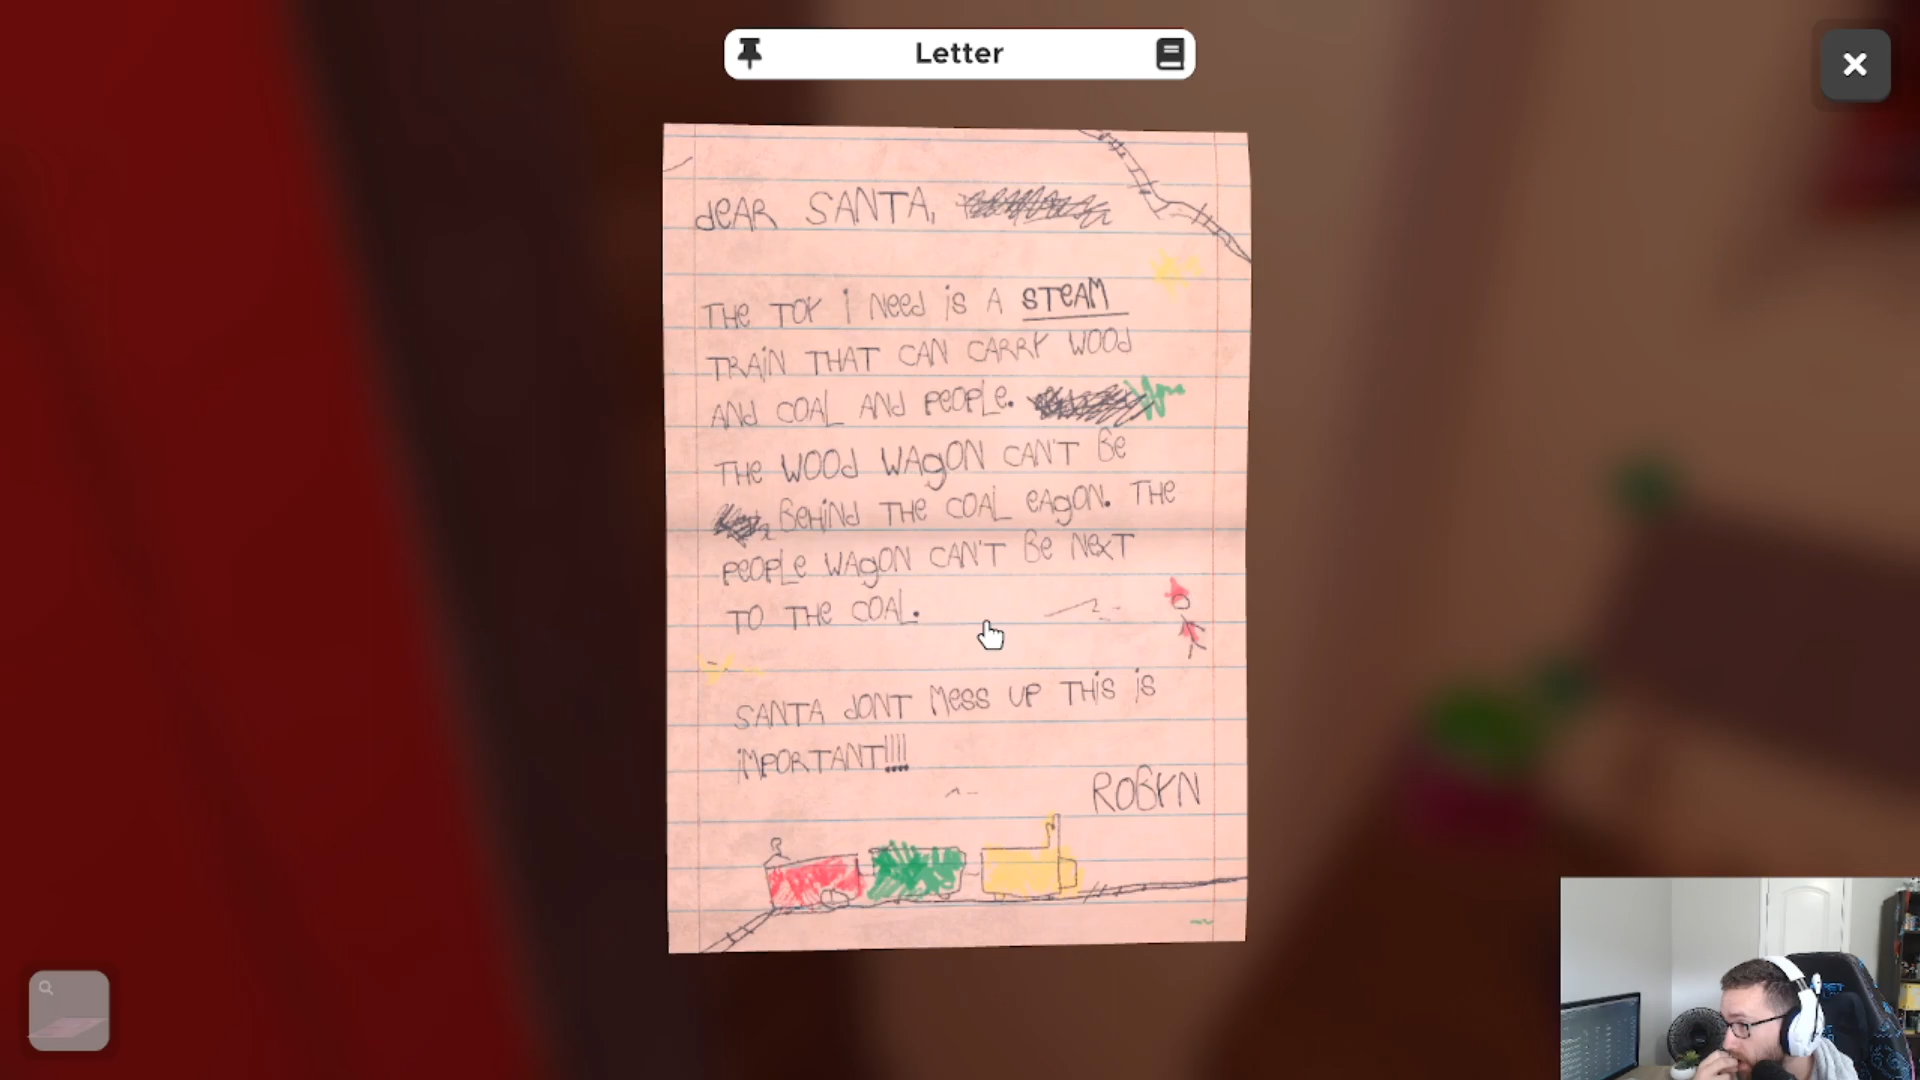 Letter
dEAR SANTA,
THE TOY I NEEd iS A STEAM
TRAiN THAT CAN CARRY WOOd
ANd COAL ANd PEOPLE.
THE WOOd WAgON CAN'T BE
BEHiNd THE COAL EAgON. THE
PEOPLE WAgON CAN'T BE NEXT
TO THE COAL.
SANTA dONT MESS UP THiS iS
iMPORTANT!!!!
ROBYN